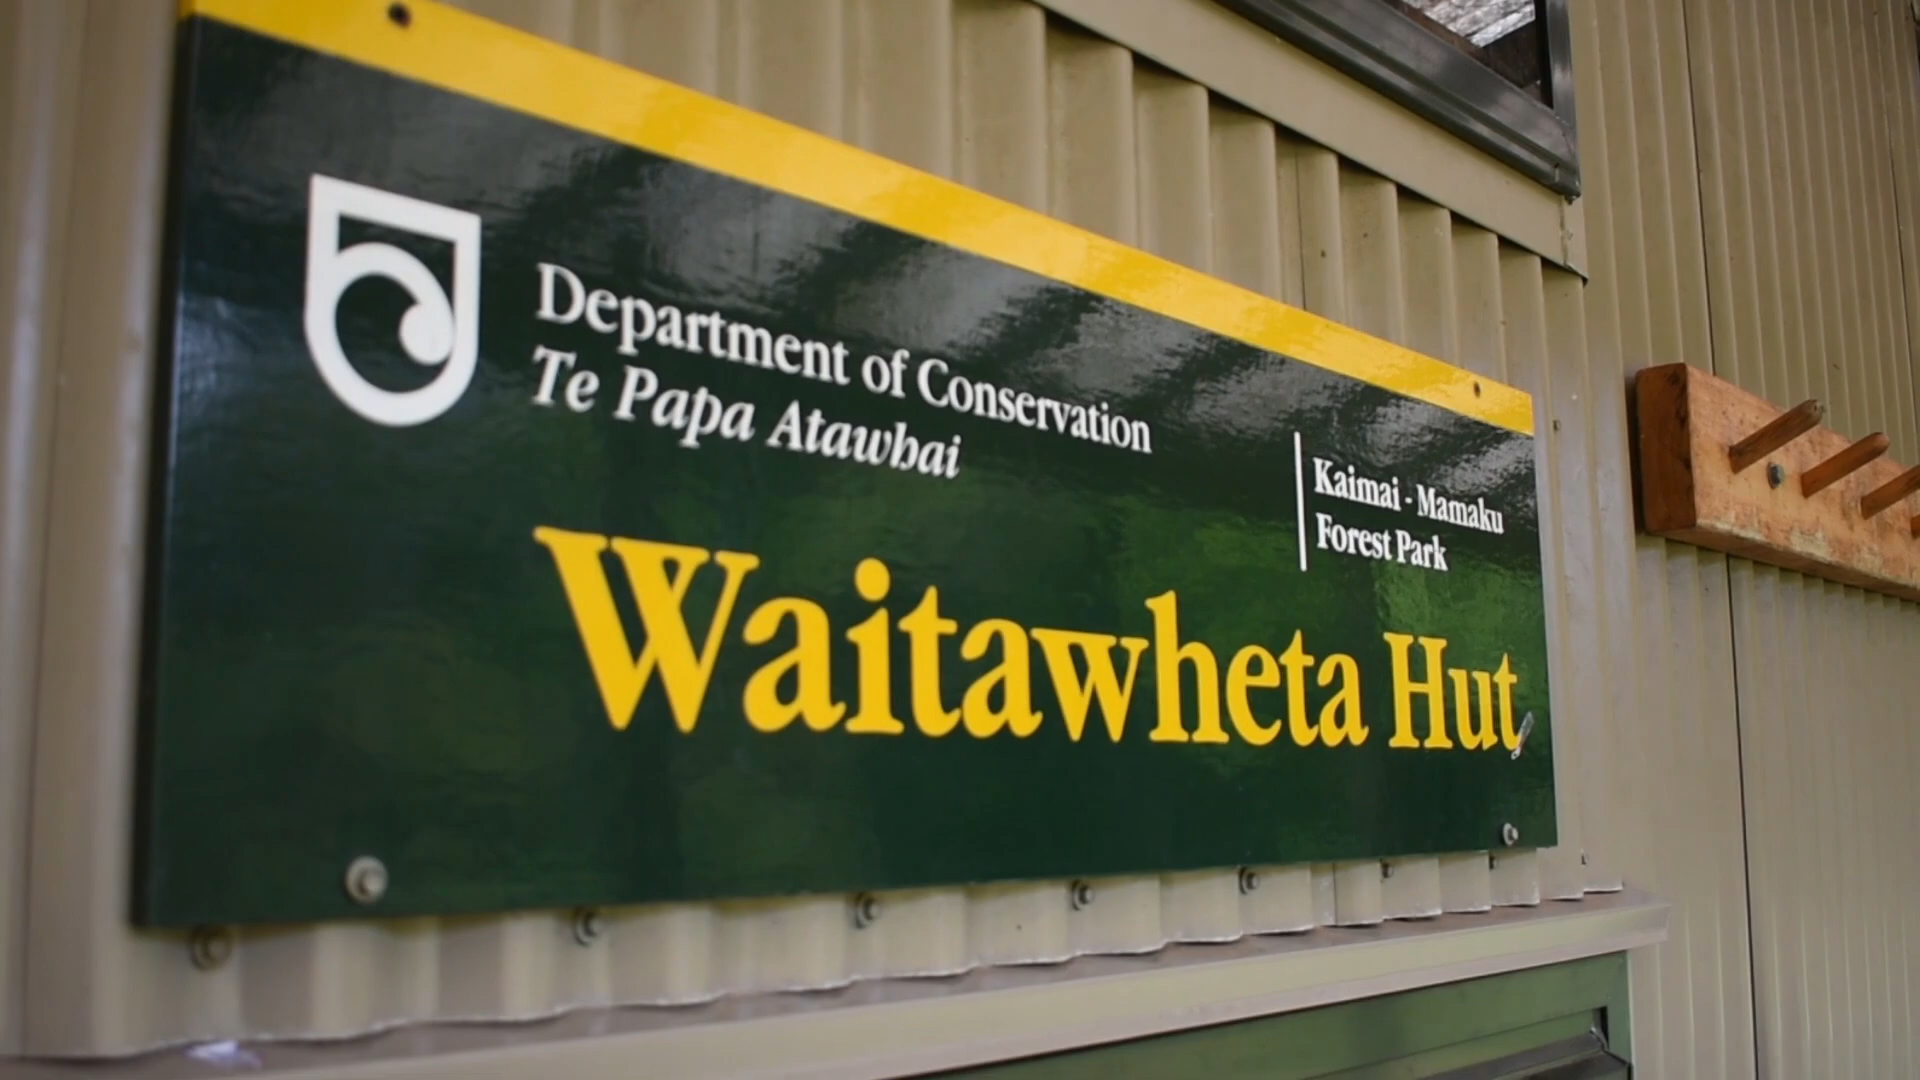 Department of Conservation
Te Papa Atawhai
Kaimai - Mamaku
Forest Park
Waitawheta Hut